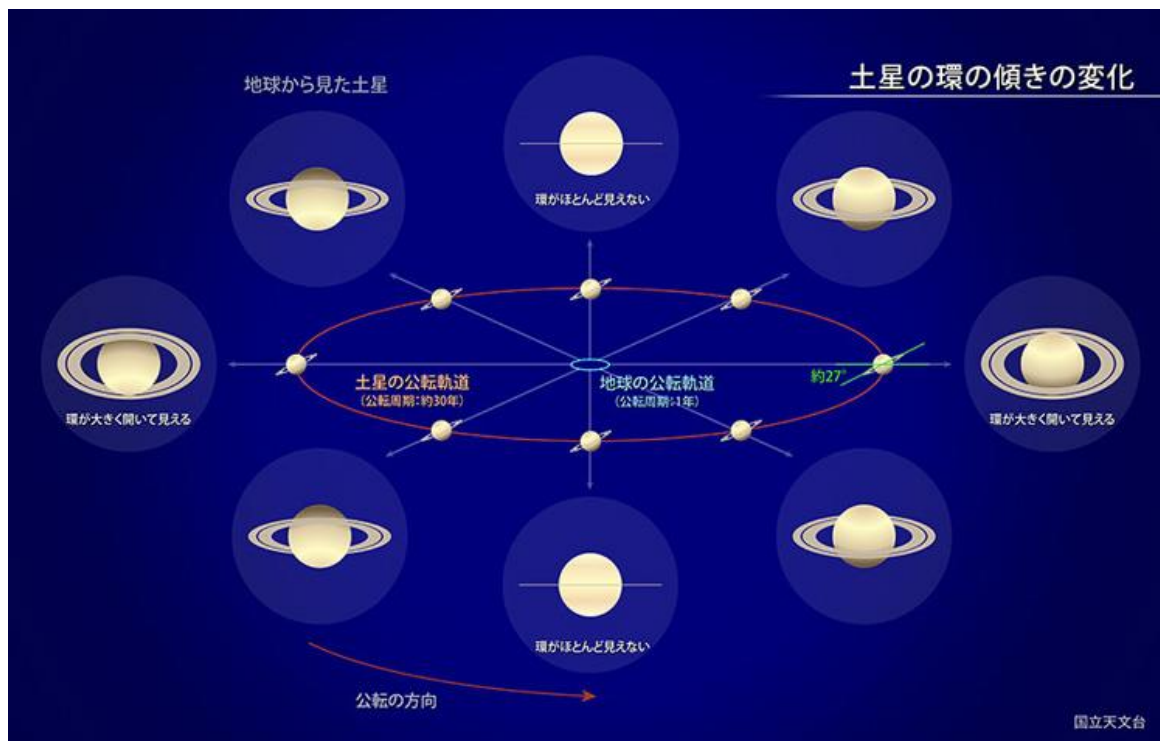 土星の環の傾きの変化
地球から見た土星
環がほとんど見えない
約27°
土星の公転軌道
(公転周期:約30年)
地球の公転軌道
(公転周期:1年)
環が大きく開いて見える
環が大きく開いて見える
環がほとんど見えない
公転の方向
国立天文台